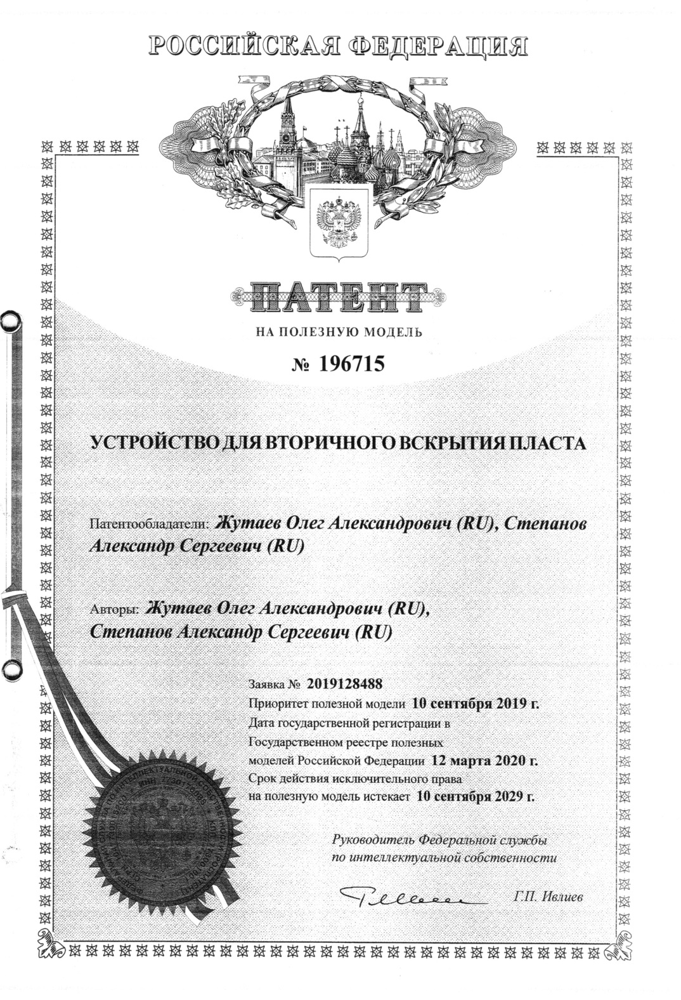 РОССИЙСКАЯ ФЕДЕРАЦИЯ
ПАТЕНТ
НА ПОЛЕЗНУЮ МОДЕЛЬ
№ 196715
УСТРОЙСТВО ДЛЯ ВТОРИЧНОГО ВСКРЫТИЯ ПЛАСТА
Патентообладатели: Жутаев Олег Александрович (RU), Степанов
Александр Сергеевич (RU)
Авторы: Жутаев Олег Александрович (RU),
Степанов Александр Сергеевич (RU)
Заявка № 2019128488
Приоритет полезной модели 10 сентября 2019 г.
Дата государственной регистрации в
Государственном реестре полезных
моделей Российской Федерации 12 марта 2020 г.
Срок действия исключительного права
на полезную модель истекает 10 сентября 2029 г.
Руководитель Федеральной службы
по интеллектуальной собственности
Г.П. Ивлиев